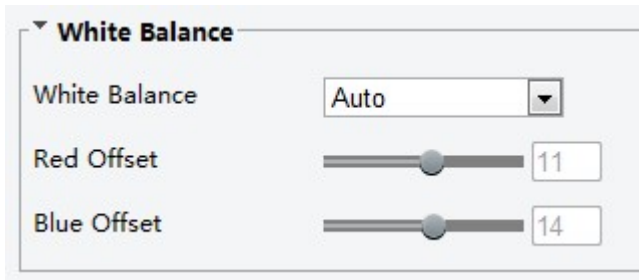 White Balance
White Balance Auto
Red Offset 11
Blue Offset 14